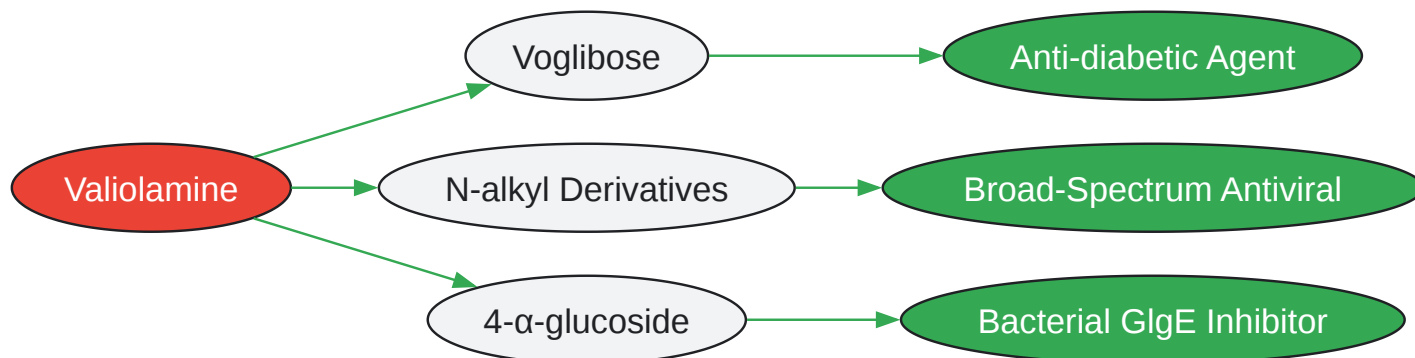 Voglibose
Anti-diabetic Agent
Valiolamine
N-alkyl Derivatives
Broad-Spectrum Antiviral
4-α-glucoside
Bacterial GlgE Inhibitor